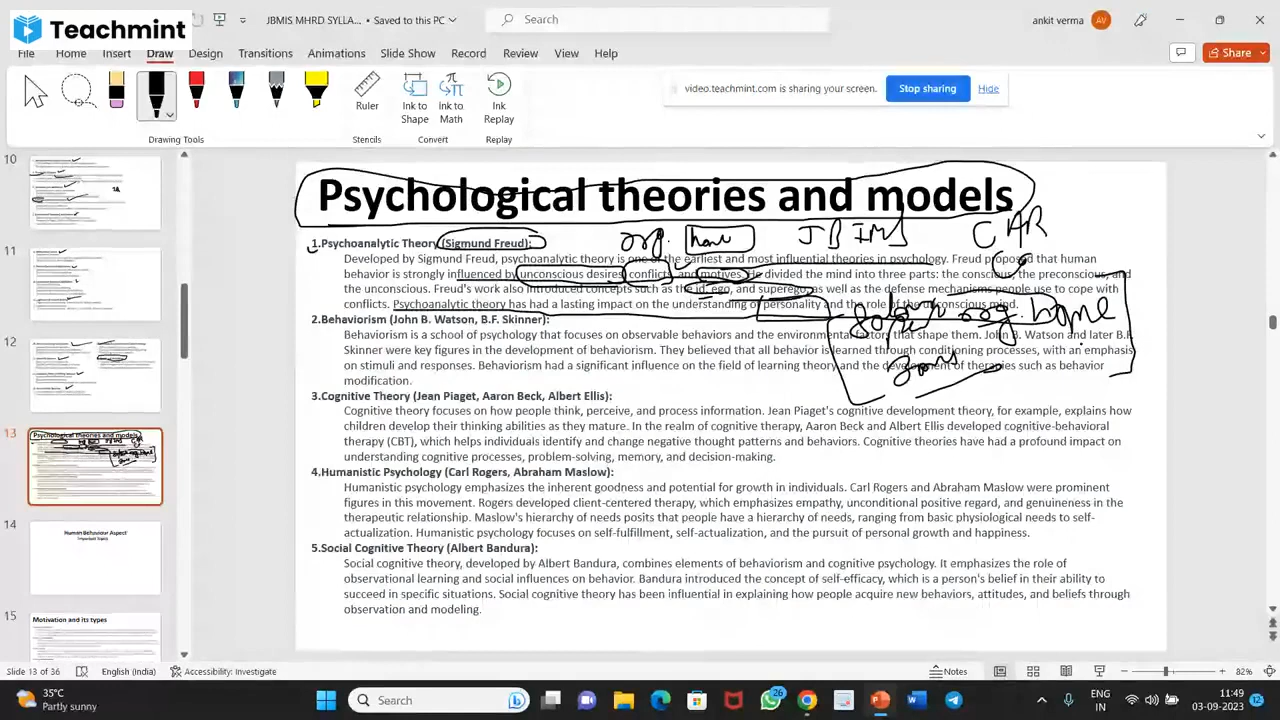 Teachmint
JBMIS MHRD SYLLA... • Saved to this PC
Search
ankit verma
AV
File Home Insert Draw Design Transitions Animations Slide Show Record Review View Help
Share
Ruler
Ink to Shape
Ink to Math
Ink Replay
Drawing Tools
Stencils
Convert
Replay
video.teachmint.com is sharing your screen.
Stop sharing
Hide
10
11
12
13
Psychological theories and models
14
Human Behaviour Aspect
Important Topics
15
Motivation and its types
Psychological theories and models
org. JBIMS CAR
1.Psychoanalytic Theory (Sigmund Freud):
Developed by Sigmund Freud, psychoanalytic theory is one of the earliest and most influential theories in psychology. Freud proposed that human
behavior is strongly influenced by unconscious desires, conflicts, and motives. He divided the mind into three parts: the conscious, the preconscious, and
the unconscious. Freud's work also introduced concepts such as the id, ego, and superego, as well as the defense mechanisms people use to cope with
conflicts. Psychoanalytic theory has had a lasting impact on the understanding of personality and the role of the unconscious mind.
home
2.Behaviorism (John B. Watson, B.F. Skinner):
Behaviorism is a school of psychology that focuses on observable behaviors and the environmental factors that shape them. John B. Watson and later B.F.
Skinner were key figures in the development of behaviorism. They believed that all behavior is learned through conditioning processes, with an emphasis
on stimuli and responses. Behaviorism had a significant influence on the field of learning theory and the development of therapies such as behavior
modification.
3.Cognitive Theory (Jean Piaget, Aaron Beck, Albert Ellis):
Cognitive theory focuses on how people think, perceive, and process information. Jean Piaget's cognitive development theory, for example, explains how
children develop their thinking abilities as they mature. In the realm of cognitive therapy, Aaron Beck and Albert Ellis developed cognitive-behavioral
therapy (CBT), which helps individuals identify and change negative thought patterns and behaviors. Cognitive theories have had a profound impact on
understanding cognitive processes, problem-solving, memory, and decision-making.
4.Humanistic Psychology (Carl Rogers, Abraham Maslow):
Humanistic psychology emphasizes the inherent goodness and potential for growth in individuals. Carl Rogers and Abraham Maslow were prominent
figures in this movement. Rogers developed client-centered therapy, which emphasizes empathy, unconditional positive regard, and genuineness in the
therapeutic relationship. Maslow's hierarchy of needs posits that people have a hierarchy of needs, ranging from basic physiological needs to self-
actualization. Humanistic psychology focuses on self-fulfillment, self-actualization, and the pursuit of personal growth and happiness.
5.Social Cognitive Theory (Albert Bandura):
Social cognitive theory, developed by Albert Bandura, combines elements of behaviorism and cognitive psychology. It emphasizes the role of
observational learning and social influences on behavior. Bandura introduced the concept of self-efficacy, which is a person's belief in their ability to
succeed in specific situations. Social cognitive theory has been influential in explaining how people acquire new behaviors, attitudes, and beliefs through
observation and modeling.
Slide 13 of 36
English (India)
Accessibility: Investigate
Notes
82%
35°C
Partly sunny
Search
26
ENG
IN
11:49
03-09-2023